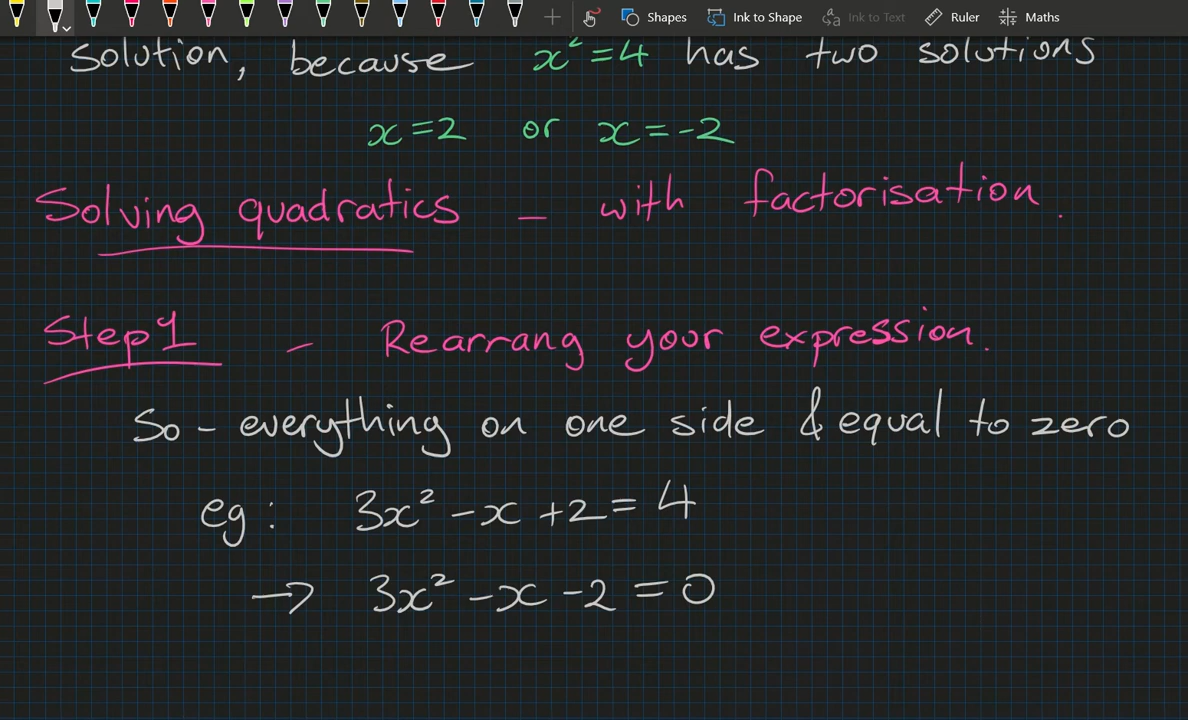 Shapes Ink to Shape Ink to Text Ruler Maths
Solution, because x² = 4 has two solutions
x = 2 or x = -2
Solving quadratics - with factorisation.
Step 1 - Rearrang your expression.
So - everything on one side & equal to zero
eg: 3x² - x + 2 = 4
→ 3x² - x - 2 = 0